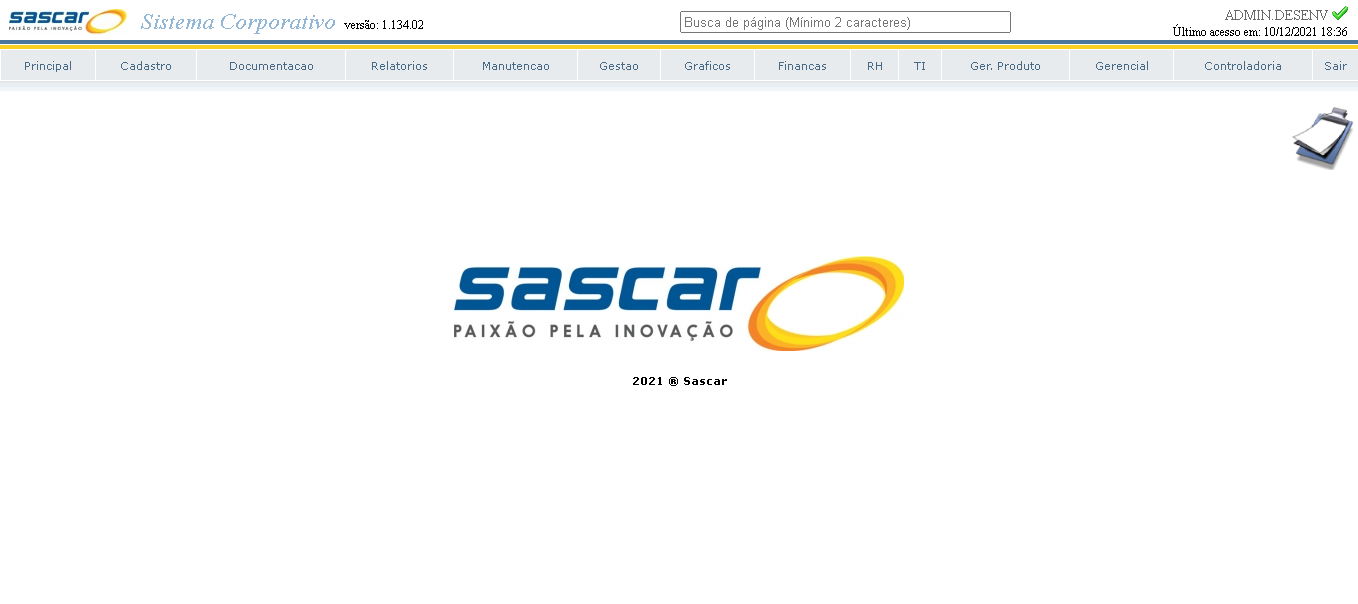 sascar
PAIXÃO PELA INOVAÇÃO
Sistema Corporativo versão: 1.134.02
Busca de página (Mínimo 2 caracteres)
ADMIN.DESENV
Último acesso em: 10/12/2021 18:36
Principal Cadastro Documentacao Relatorios Manutencao Gestao Graficos Financas RH TI Ger. Produto Gerencial Controladoria Sair
sascar
PAIXÃO PELA INOVAÇÃO
2021 ® Sascar